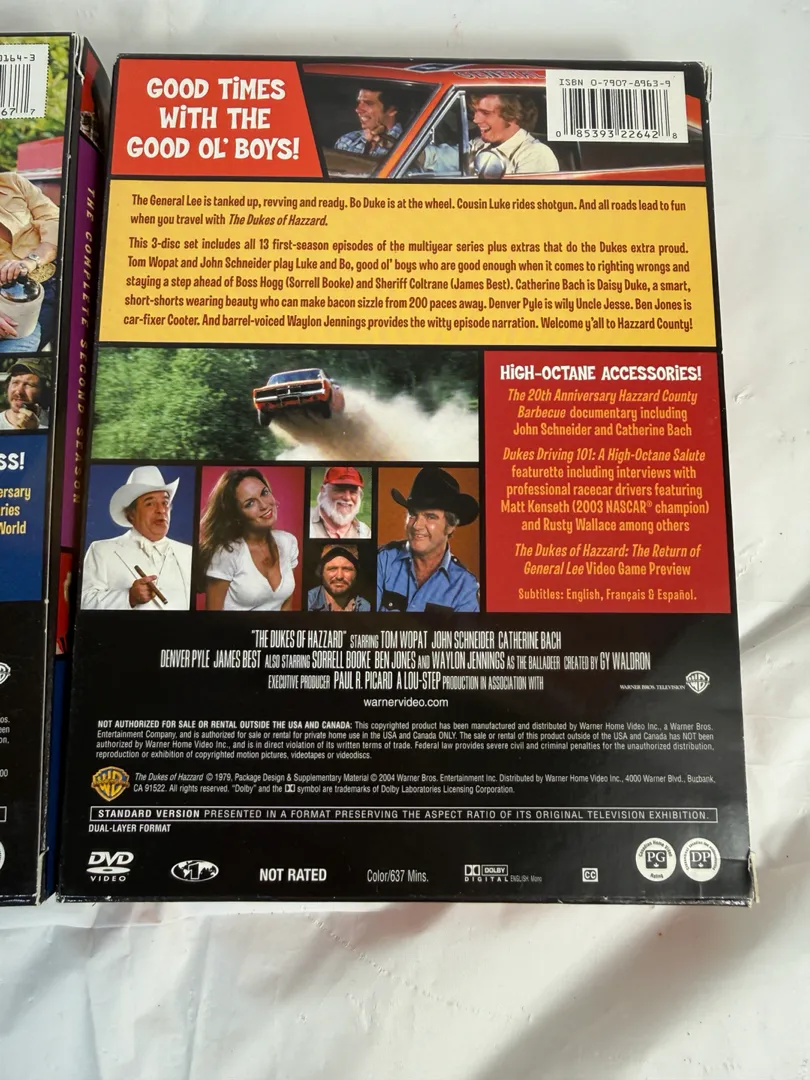 0164-3
67 7
THE COMPLETE SECOND SEASON
SS!
ersary
ries
World
GOOD TiMES
WiTH THE
GOOD OL' BOYS!
GENERAL
ISBN 0-7907-8963-9
0 85393 22642 8
The General Lee is tanked up, revving and ready. Bo Duke is at the wheel. Cousin Luke rides shotgun. And all roads lead to fun
when you travel with The Dukes of Hazzard.
This 3-disc set includes all 13 first-season episodes of the multiyear series plus extras that do the Dukes extra proud.
Tom Wopat and John Schneider play Luke and Bo, good ol' boys who are good enough when it comes to righting wrongs and
staying a step ahead of Boss Hogg (Sorrell Booke) and Sheriff Coltrane (James Best). Catherine Bach is Daisy Duke, a smart,
short-shorts wearing beauty who can make bacon sizzle from 200 paces away. Denver Pyle is wily Uncle Jesse. Ben Jones is
car-fixer Cooter. And barrel-voiced Waylon Jennings provides the witty episode narration. Welcome y'all to Hazzard County!
HiGH-OCTANE ACCESSORiES!
The 20th Anniversary Hazzard County
Barbecue documentary including
John Schneider and Catherine Bach
Dukes Driving 101: A High-Octane Salute
featurette including interviews with
professional racecar drivers featuring
Matt Kenseth (2003 NASCAR® champion)
and Rusty Wallace among others
The Dukes of Hazzard: The Return of
General Lee Video Game Preview
Subtitles: English, Français & Español.
"THE DUKES OF HAZZARD" STARRING TOM WOPAT JOHN SCHNEIDER CATHERINE BACH
DENVER PYLE JAMES BEST ALSO STARRING SORRELL BOOKE BEN JONES AND WAYLON JENNINGS AS THE BALLADEER CREATED BY GY WALDRON
EXECUTIVE PRODUCER PAUL R. PICARD A LOU-STEP PRODUCTION IN ASSOCIATION WITH
WARNER BROS. TELEVISION
warnervideo.com
NOT AUTHORIZED FOR SALE OR RENTAL OUTSIDE THE USA AND CANADA: This copyrighted product has been manufactured and distributed by Warner Home Video Inc., a Warner Bros.
Entertainment Company, and is authorized for sale or rental for private home use in the USA and Canada ONLY. The sale or rental of this product outside of the USA and Canada has NOT been
authorized by Warner Home Video Inc., and is in direct violation of its written terms of trade. Federal law provides severe civil and criminal penalties for the unauthorized distribution,
reproduction or exhibition of copyrighted motion pictures, videotapes or videodiscs.
The Dukes of Hazzard © 1979, Package Design & Supplementary Material © 2004 Warner Bros. Entertainment Inc. Distributed by Warner Home Video Inc., 4000 Warner Blvd., Burbank,
CA 91522. All rights reserved. "Dolby" and the DD symbol are trademarks of Dolby Laboratories Licensing Corporation.
STANDARD VERSION PRESENTED IN A FORMAT PRESERVING THE ASPECT RATIO OF ITS ORIGINAL TELEVISION EXHIBITION.
DUAL-LAYER FORMAT
DVD
VIDEO
1
NOT RATED
Color/637 Mins.
DOLBY
DIGITAL ENGLISH: Mono
CC
PG
DP